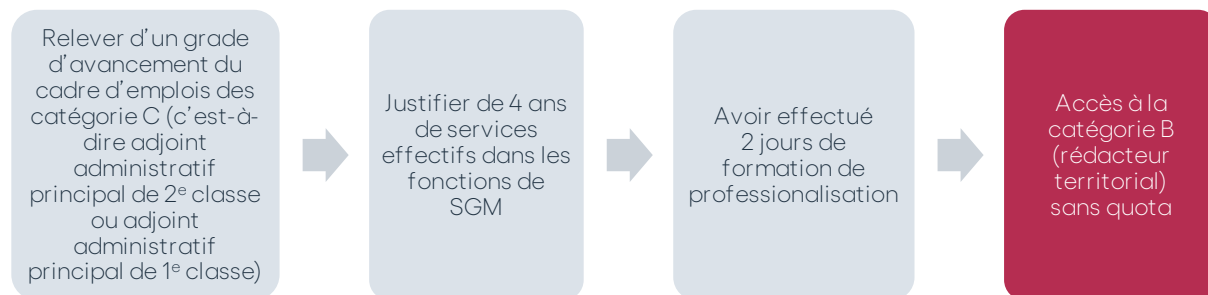 Relever d'un grade
d'avancement du
cadre d'emplois des
catégorie C (c'est-à-
dire adjoint
administratif
principal de 2e classe
ou adjoint
administratif
principal de 1e classe)
Justifier de 4 ans
de services
effectifs dans les
fonctions de
SGM
Avoir effectué
2 jours de
formation de
professionalisation
Accès à la
catégorie B
(rédacteur
territorial)
sans quota